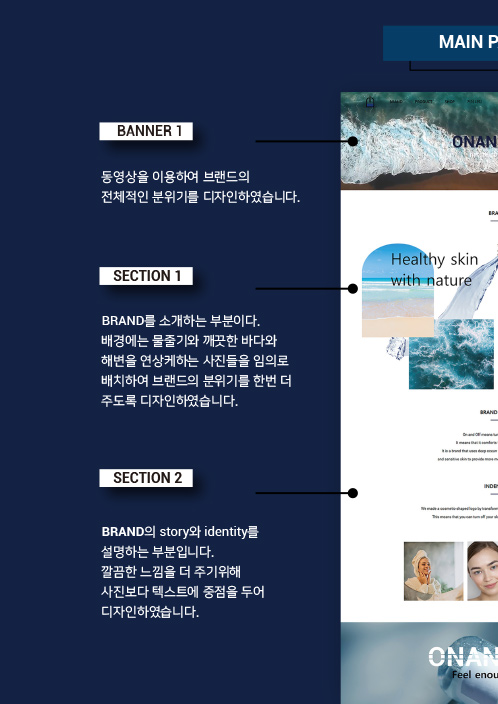 MAIN P
BANNER 1
동영상을 이용하여 브랜드의
전체적인 분위기를 디자인하였습니다.
ONAN
SECTION 1
Healthy skin
with nature
BRAND를 소개하는 부분이다.
배경에는 물줄기와 깨끗한 바다와
해변을 연상케하는 사진들을 임의로
배치하여 브랜드의 분위기를 한번 더
주도록 디자인하였습니다.
BRAND
SECTION 2
BRAND의 story와 identity를
설명하는 부분입니다.
깔끔한 느낌을 더 주기위해
사진보다 텍스트에 중점을 두어
디자인하였습니다.
ONAN
Feel enou